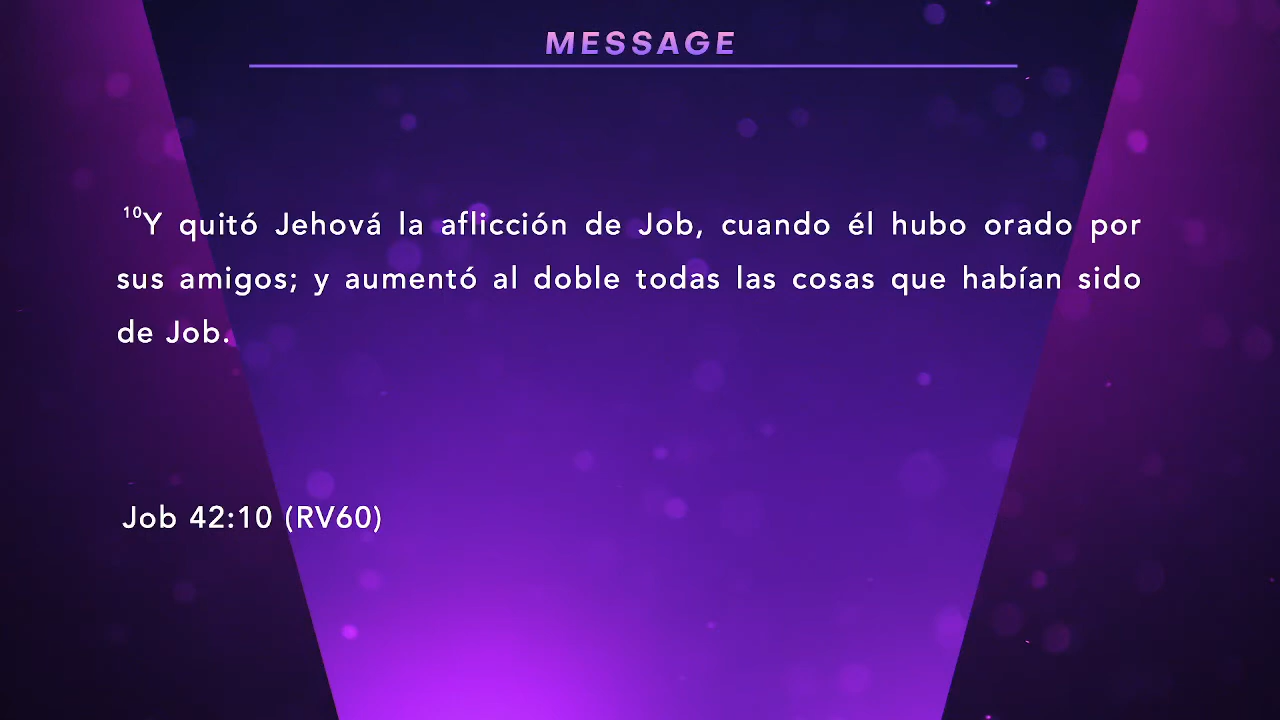 MESSAGE
¹⁰Y quitó Jehová la aflicción de Job, cuando él hubo orado por
sus amigos; y aumentó al doble todas las cosas que habían sido
de Job.
Job 42:10 (RV60)